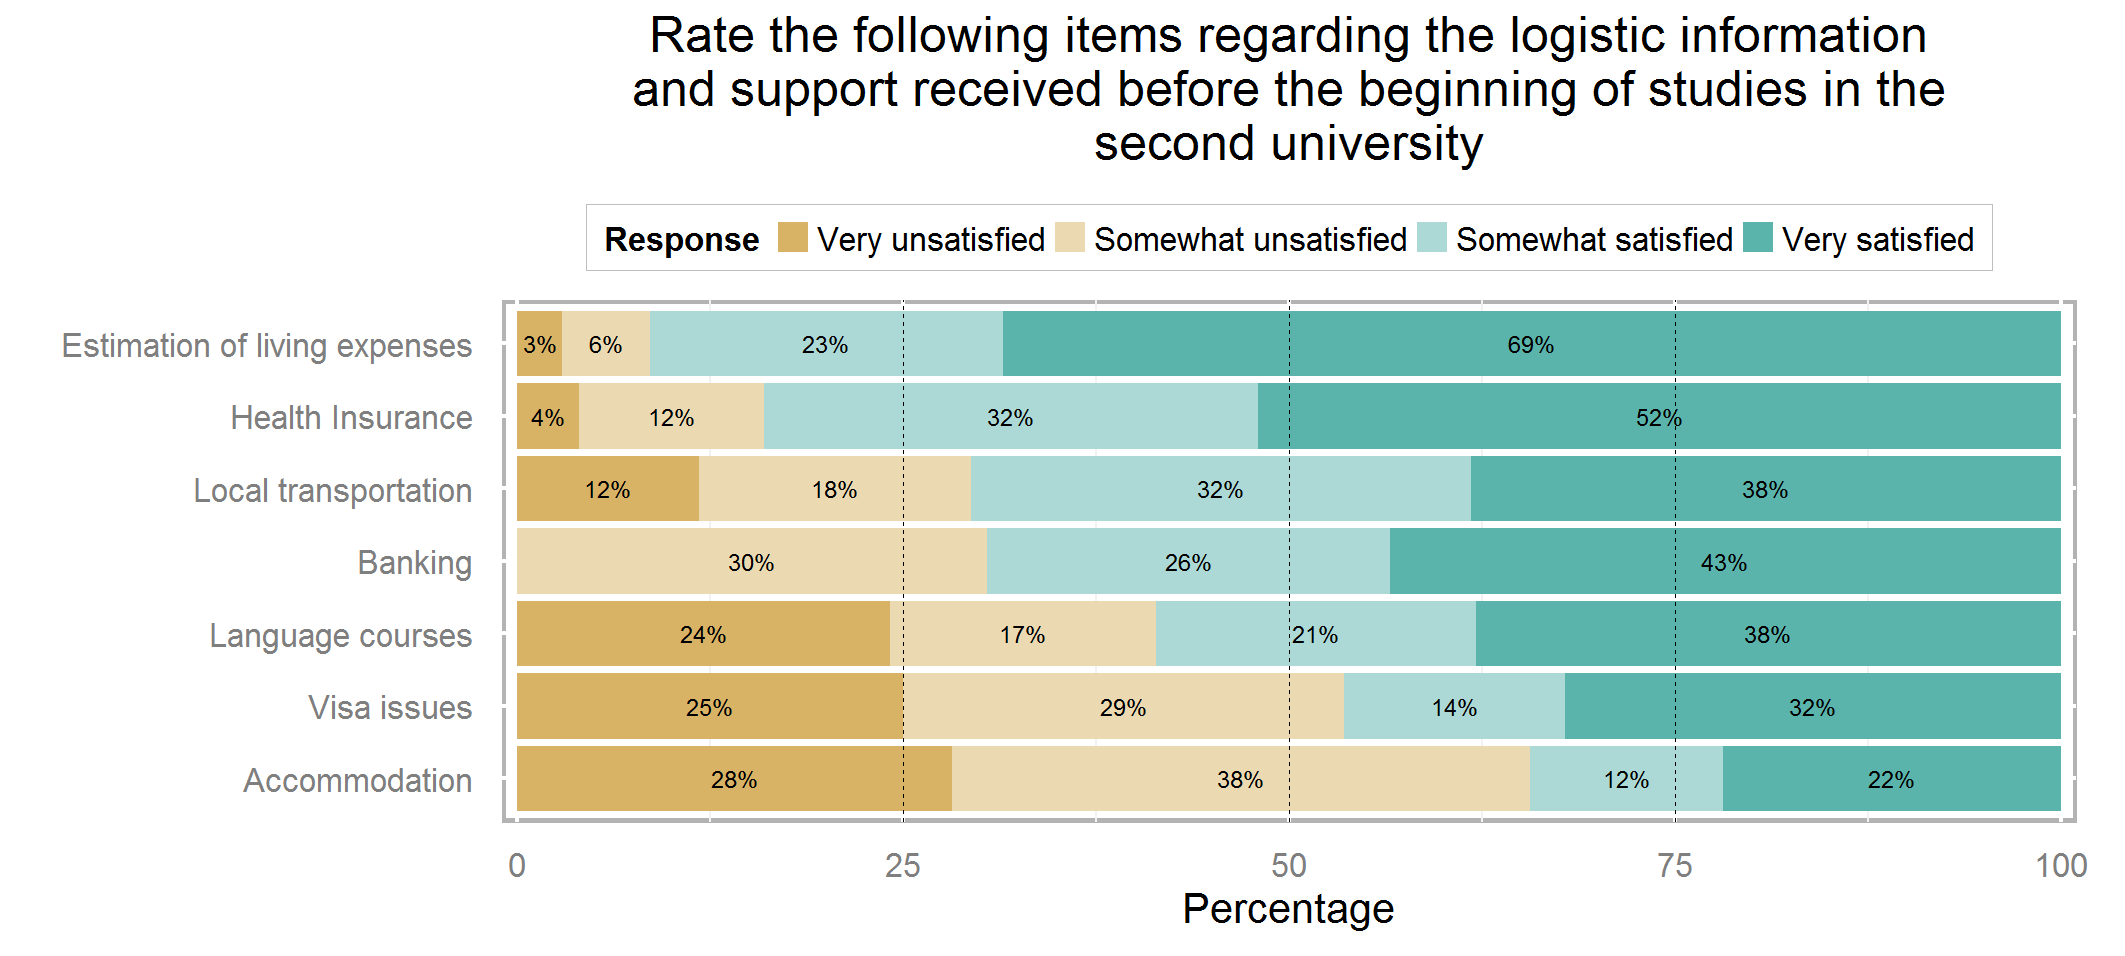 Rate the following items regarding the logistic information
and support received before the beginning of studies in the
second university
Response Very unsatisfied Somewhat unsatisfied Somewhat satisfied Very satisfied
Estimation of living expenses 3% 6% 23% 69%
Health Insurance 4% 12% 32% 52%
Local transportation 12% 18% 32% 38%
Banking 30% 26% 43%
Language courses 24% 17% 21% 38%
Visa issues 25% 29% 14% 32%
Accommodation 28% 38% 12% 22%
0 25 50 75 100
Percentage